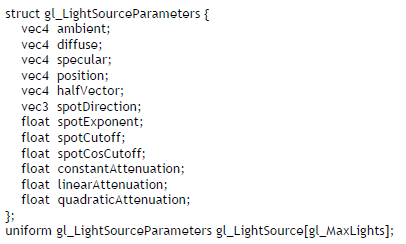 struct gl_LightSourceParameters {
vec4 ambient;
vec4 diffuse;
vec4 specular;
vec4 position;
vec4 halfVector;
vec3 spotDirection;
float spotExponent;
float spotCutoff;
float spotCosCutoff;
float constantAttenuation;
float linearAttenuation;
float quadraticAttenuation;
};
uniform gl_LightSourceParameters gl_LightSource[gl_MaxLights];